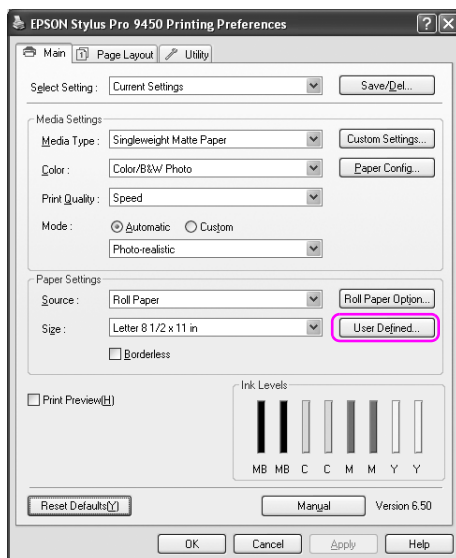 EPSON Stylus Pro 9450 Printing Preferences
Main Page Layout Utility
Select Setting : Current Settings Save/Del...
Media Settings
Media Type : Singleweight Matte Paper Custom Settings...
Color : Color/B&W Photo Paper Config...
Print Quality : Speed
Mode : Automatic Custom
Photo-realistic
Paper Settings
Source : Roll Paper Roll Paper Option...
Size : Letter 8 1/2 x 11 in User Defined...
Borderless
Print Preview(H)
Ink Levels
MB MB C C M M Y Y
Reset Defaults(Y) Manual Version 6.50
OK Cancel Apply Help